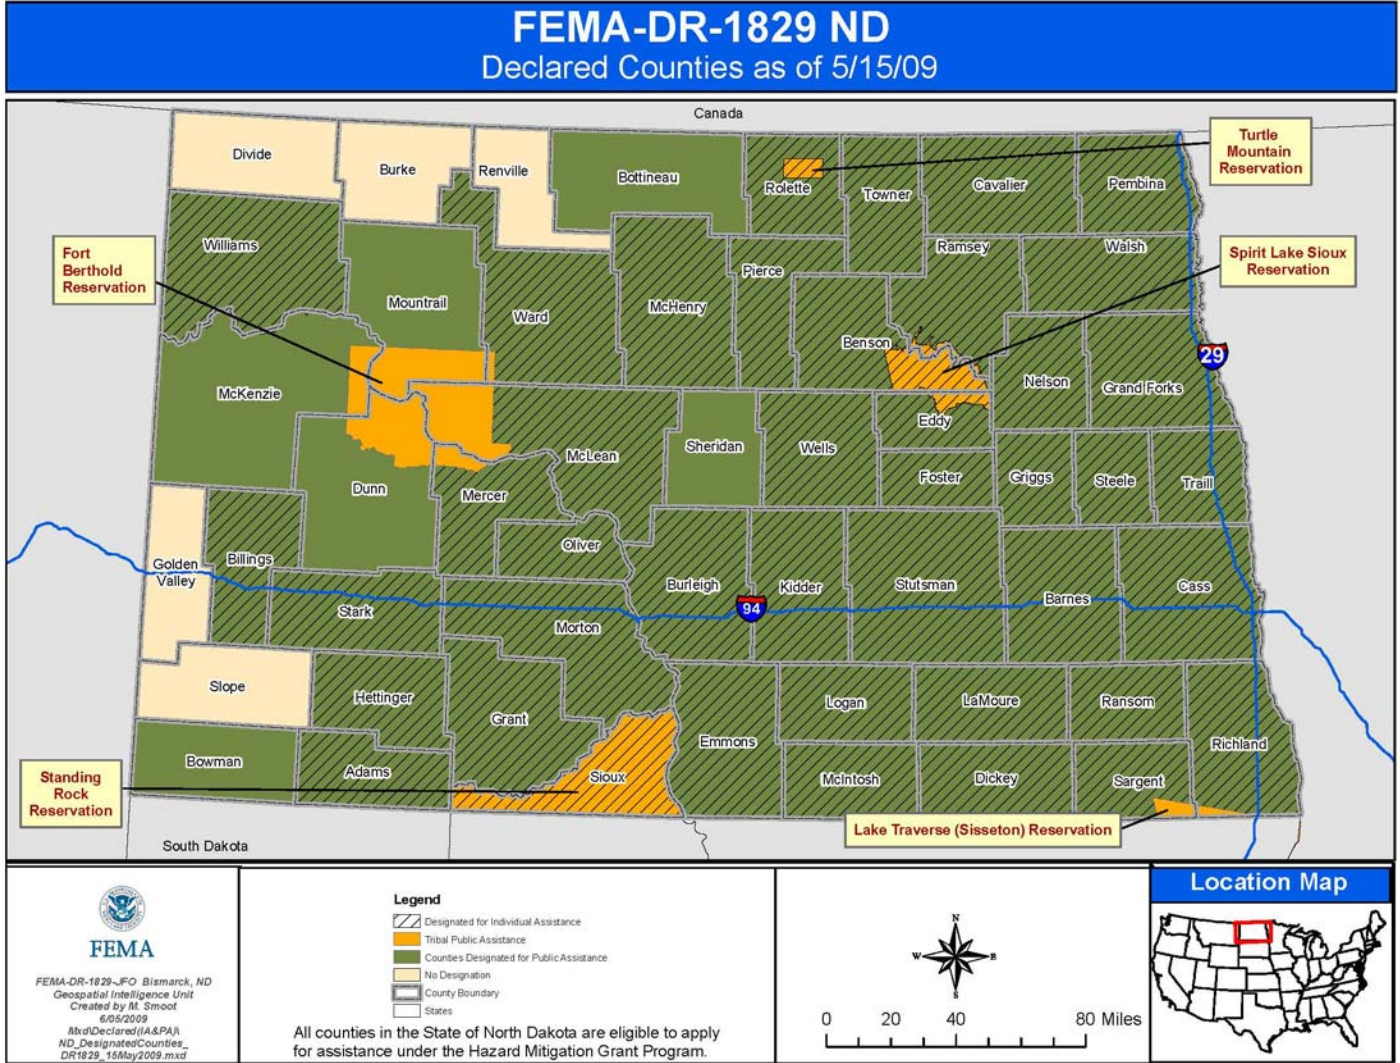 FEMA-DR-1829 ND
Declared Counties as of 5/15/09
Canada
Divide
Burke
Renville
Bottineau
Rolette
Towner
Cavalier
Pembina
Turtle
Mountain
Reservation
Williams
Mountrail
Ward
McHenry
Pierce
Ramsey
Walsh
Spirit Lake Sioux
Reservation
Fort
Berthold
Reservation
Benson
Nelson
Grand Forks
29
McKenzie
Eddy
Dunn
Mercer
McLean
Sheridan
Wells
Foster
Griggs
Steele
Traill
Golden
Valley
Billings
Oliver
Burleigh
Kidder
Stutsman
Barnes
Cass
Stark
Morton
94
Slope
Hettinger
Grant
Emmons
Logan
LaMoure
Ransom
Richland
Bowman
Adams
Sioux
McIntosh
Dickey
Sargent
Standing
Rock
Reservation
Lake Traverse (Sisseton) Reservation
South Dakota
FEMA
FEMA-DR-1829-JFO Bismarck, ND
Geospatial Intelligence Unit
Created by M. Smoot
6/05/2009
Mxd\Declared(IA&PA)\
ND_DesignatedCounties_
DR1829_15May2009.mxd
Legend
Designated for Individual Assistance
Tribal Public Assistance
Counties Designated for Public Assistance
No Designation
County Boundary
States
All counties in the State of North Dakota are eligible to apply
for assistance under the Hazard Mitigation Grant Program.
N
W
E
S
0 20 40 80 Miles
Location Map